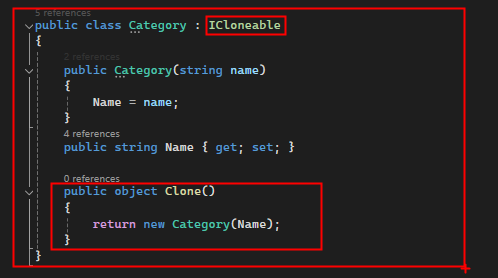 5 references
public class Category : ICloneable
{
2 references
public Category(string name)
{
Name = name;
}
4 references
public string Name { get; set; }
0 references
public object Clone()
{
return new Category(Name);
}
}